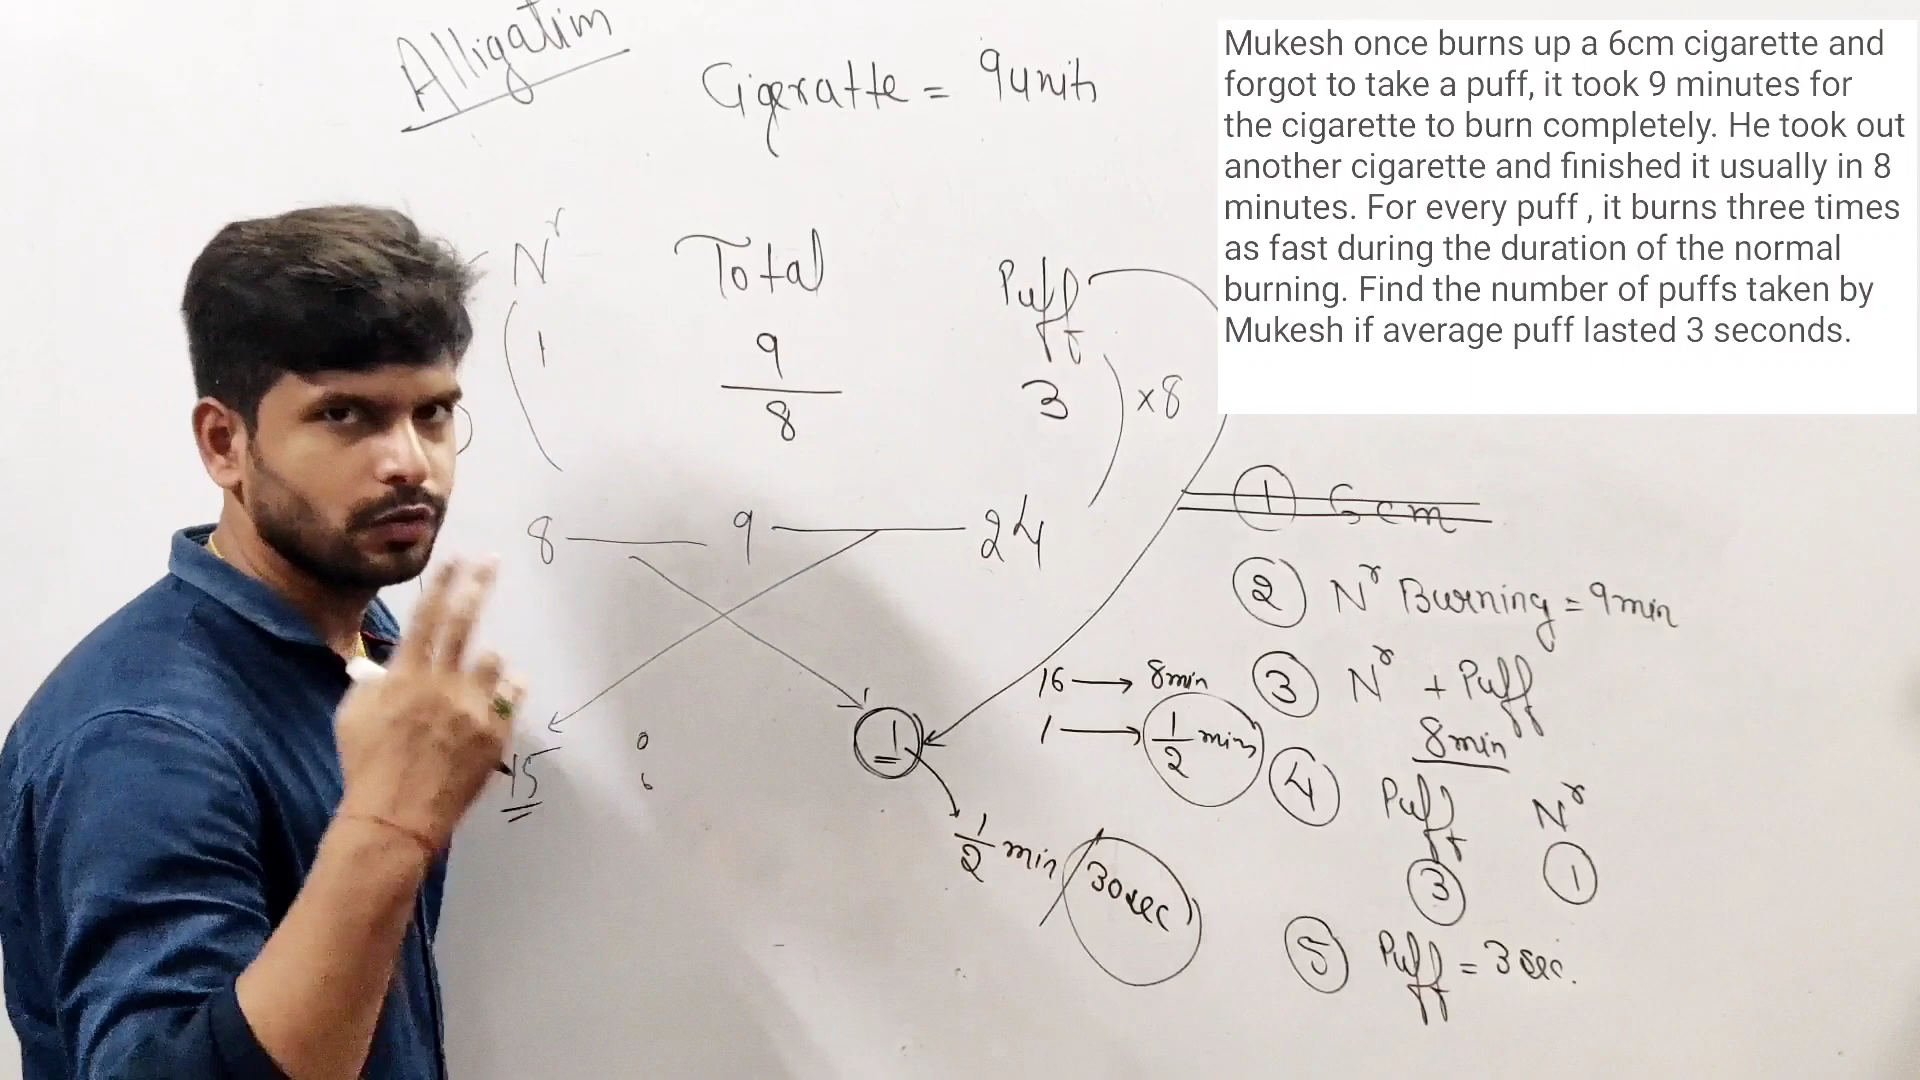 Alligatim
Cigeratte = 9 units
Mukesh once burns up a 6cm cigarette and
forgot to take a puff, it took 9 minutes for
the cigarette to burn completely. He took out
another cigarette and finished it usually in 8
minutes. For every puff , it burns three times
as fast during the duration of the normal
burning. Find the number of puffs taken by
Mukesh if average puff lasted 3 seconds.
Nʳ Total Puff
1 9/8 3 ×8
8 9 24
15 : 1
1/2 min / 30sec
16 → 8min
1 → 1/2 min
① 6cm
② Nʳ Burning = 9min
③ Nʳ + Puff
8min
④ Puff Nʳ
③ ①
⑤ Puff = 3 sec.